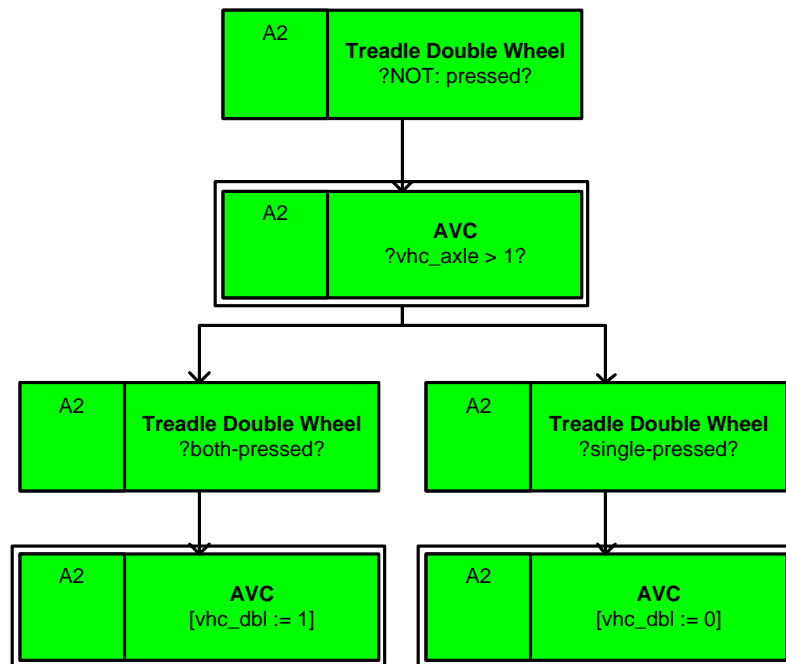 A2
Treadle Double Wheel
?NOT: pressed?
A2
AVC
?vhc_axle > 1?
A2
Treadle Double Wheel
?both-pressed?
A2
Treadle Double Wheel
?single-pressed?
A2
AVC
[vhc_dbl := 1]
A2
AVC
[vhc_dbl := 0]